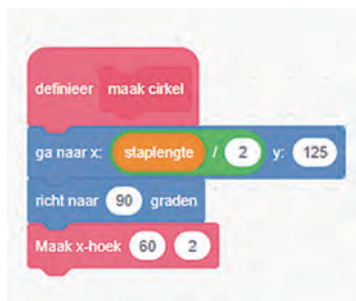 definieer maak cirkel
ga naar x: staplengte / 2 y: 125
richt naar 90 graden
Maak x-hoek 60 2